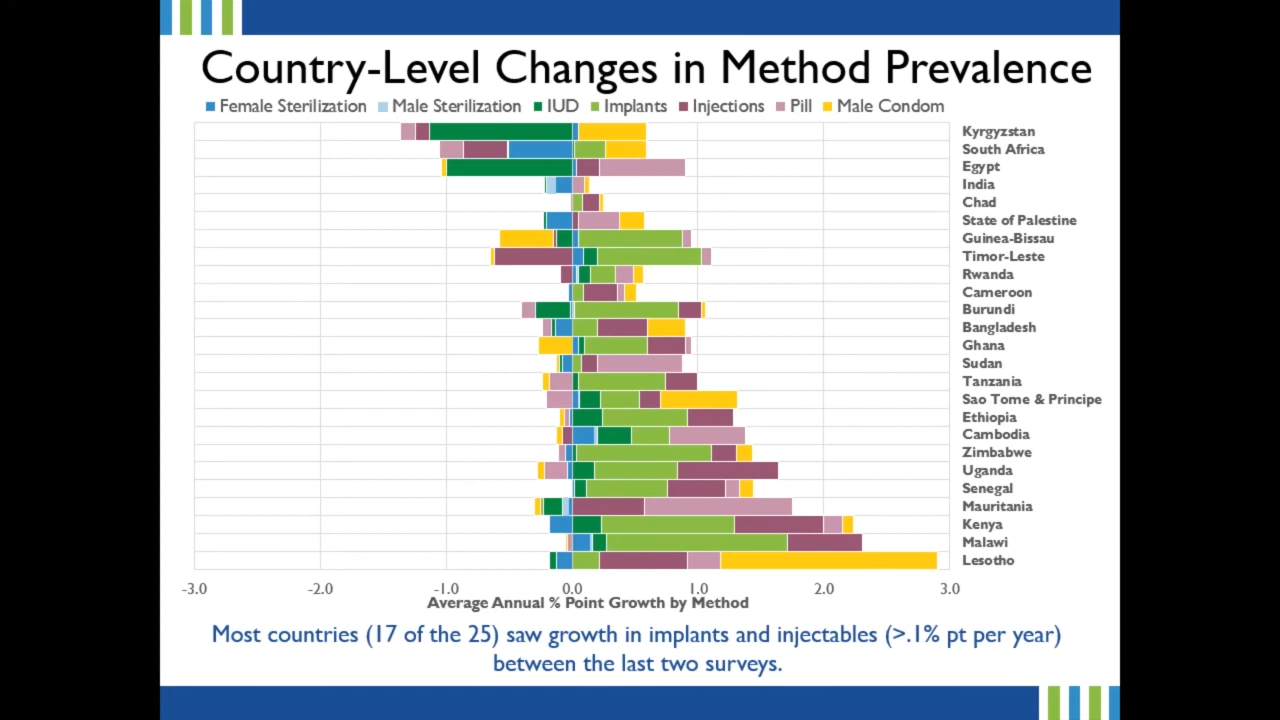 Country-Level Changes in Method Prevalence
Female Sterilization Male Sterilization IUD Implants Injections Pill Male Condom
Kyrgyzstan
South Africa
Egypt
India
Chad
State of Palestine
Guinea-Bissau
Timor-Leste
Rwanda
Cameroon
Burundi
Bangladesh
Ghana
Sudan
Tanzania
Sao Tome & Principe
Ethiopia
Cambodia
Zimbabwe
Uganda
Senegal
Mauritania
Kenya
Malawi
Lesotho
-3.0 -2.0 -1.0 0.0 1.0 2.0 3.0
Average Annual % Point Growth by Method
Most countries (17 of the 25) saw growth in implants and injectables (>.1% pt per year)
between the last two surveys.